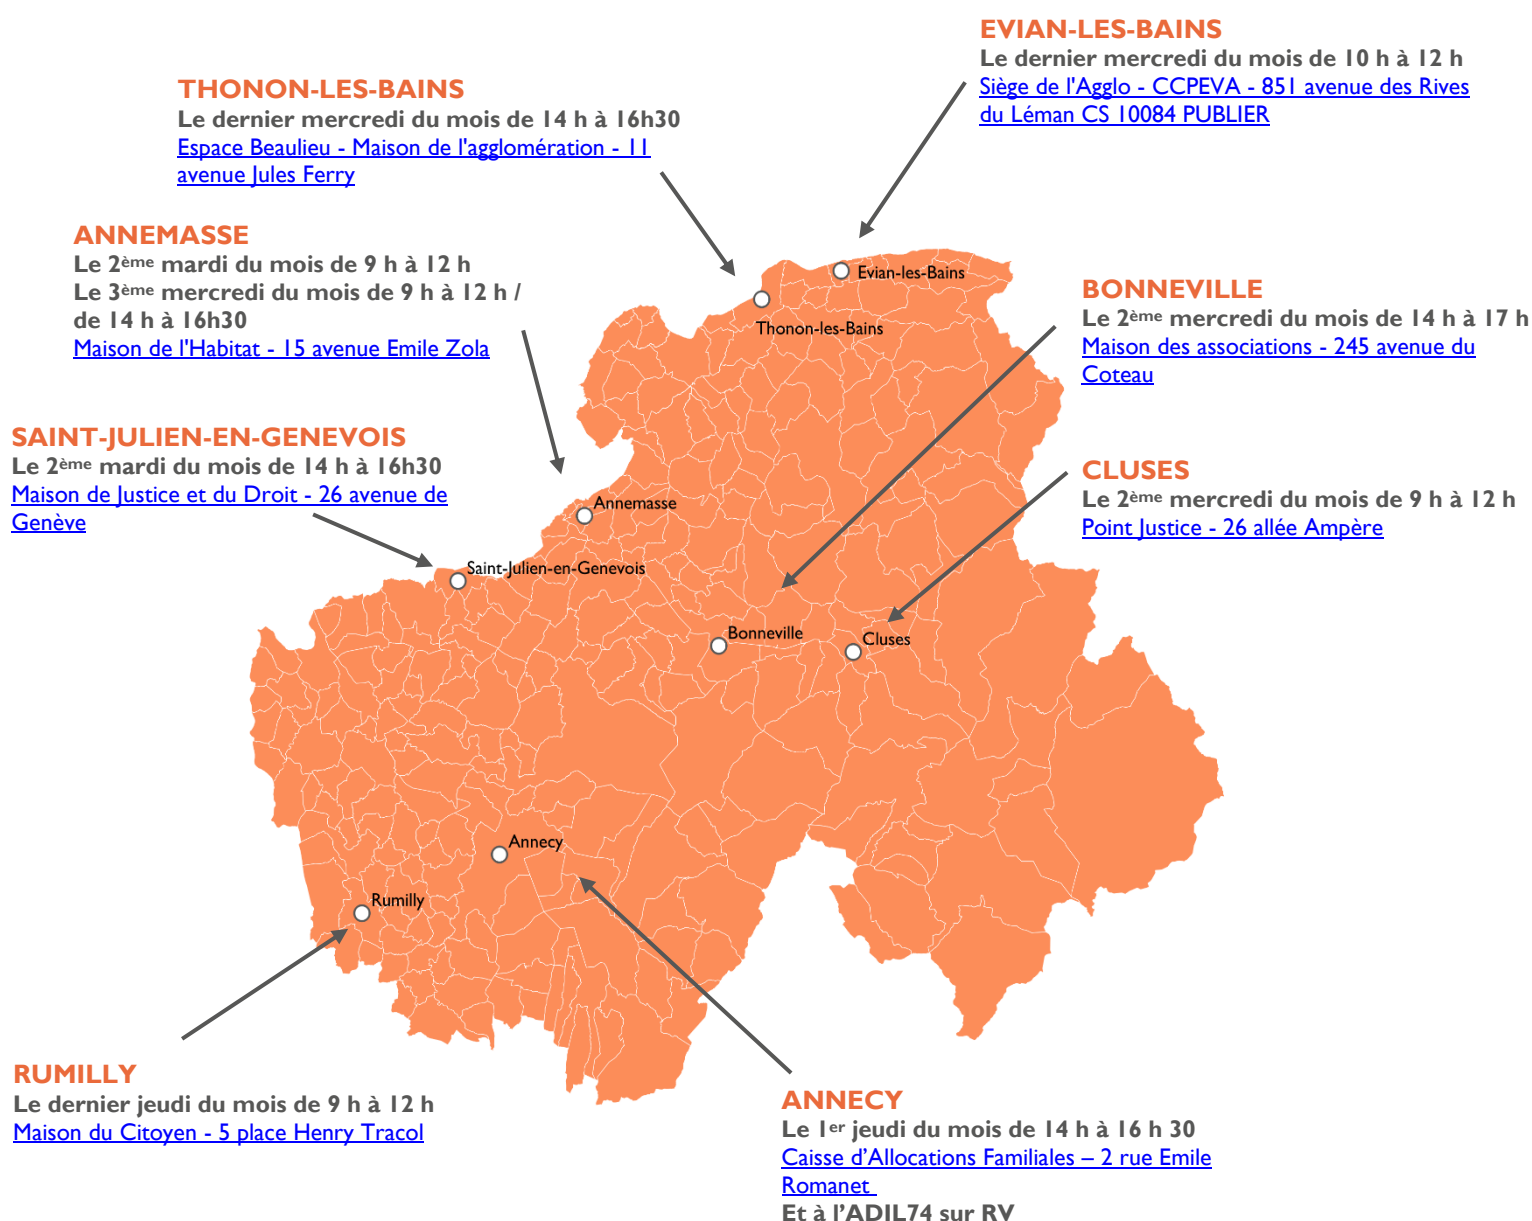 EVIAN-LES-BAINS
Le dernier mercredi du mois de 10 h à 12 h
Siège de l'Agglo - CCPEVA - 851 avenue des Rives
du Léman CS 10084 PUBLIER
THONON-LES-BAINS
Le dernier mercredi du mois de 14 h à 16h30
Espace Beaulieu - Maison de l'agglomération - 11
avenue Jules Ferry
ANNEMASSE
Le 2ème mardi du mois de 9 h à 12 h
Le 3ème mercredi du mois de 9 h à 12 h /
de 14 h à 16h30
Maison de l'Habitat - 15 avenue Emile Zola
BONNEVILLE
Le 2ème mercredi du mois de 14 h à 17 h
Maison des associations - 245 avenue du
Coteau
SAINT-JULIEN-EN-GENEVOIS
Le 2ème mardi du mois de 14 h à 16h30
Maison de Justice et du Droit - 26 avenue de
Genève
CLUSES
Le 2ème mercredi du mois de 9 h à 12 h
Point Justice - 26 allée Ampère
Evian-les-Bains
Thonon-les-Bains
Annemasse
Saint-Julien-en-Genevois
Bonneville
Cluses
Annecy
Rumilly
RUMILLY
Le dernier jeudi du mois de 9 h à 12 h
Maison du Citoyen - 5 place Henry Tracol
ANNECY
Le 1er jeudi du mois de 14 h à 16 h 30
Caisse d’Allocations Familiales – 2 rue Emile
Romanet
Et à l’ADIL74 sur RV